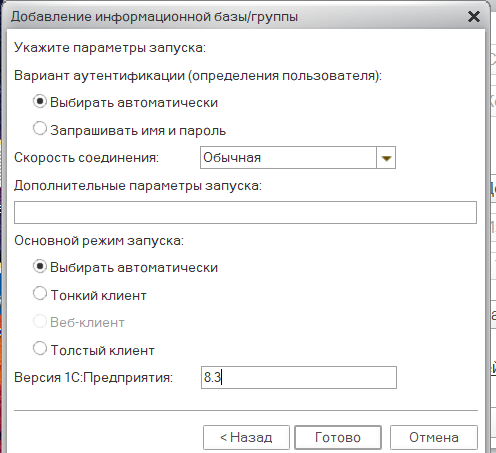 Добавление информационной базы/группы
Укажите параметры запуска:
Вариант аутентификации (определения пользователя):
Выбирать автоматически
Запрашивать имя и пароль
Скорость соединения: Обычная
Дополнительные параметры запуска:
Основной режим запуска:
Выбирать автоматически
Тонкий клиент
Веб-клиент
Толстый клиент
Версия 1С:Предприятия: 8.3
< Назад Готово Отмена